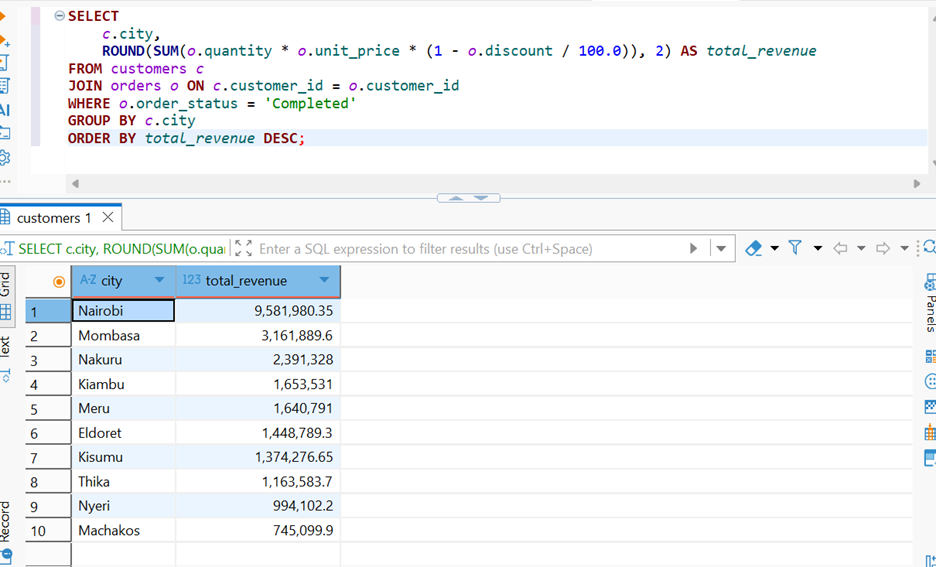 SELECT
c.city,
ROUND(SUM(o.quantity * o.unit_price * (1 - o.discount / 100.0)), 2) AS total_revenue
FROM customers c
JOIN orders o ON c.customer_id = o.customer_id
WHERE o.order_status = 'Completed'
GROUP BY c.city
ORDER BY total_revenue DESC;
AI
customers 1
SELECT c.city, ROUND(SUM(o.qua
Enter a SQL expression to filter results (use Ctrl+Space)
Grid
Text
Record
A-Z city 123 total_revenue
1 Nairobi 9,581,980.35
2 Mombasa 3,161,889.6
3 Nakuru 2,391,328
4 Kiambu 1,653,531
5 Meru 1,640,791
6 Eldoret 1,448,789.3
7 Kisumu 1,374,276.65
8 Thika 1,163,583.7
9 Nyeri 994,102.2
10 Machakos 745,099.9
Panels